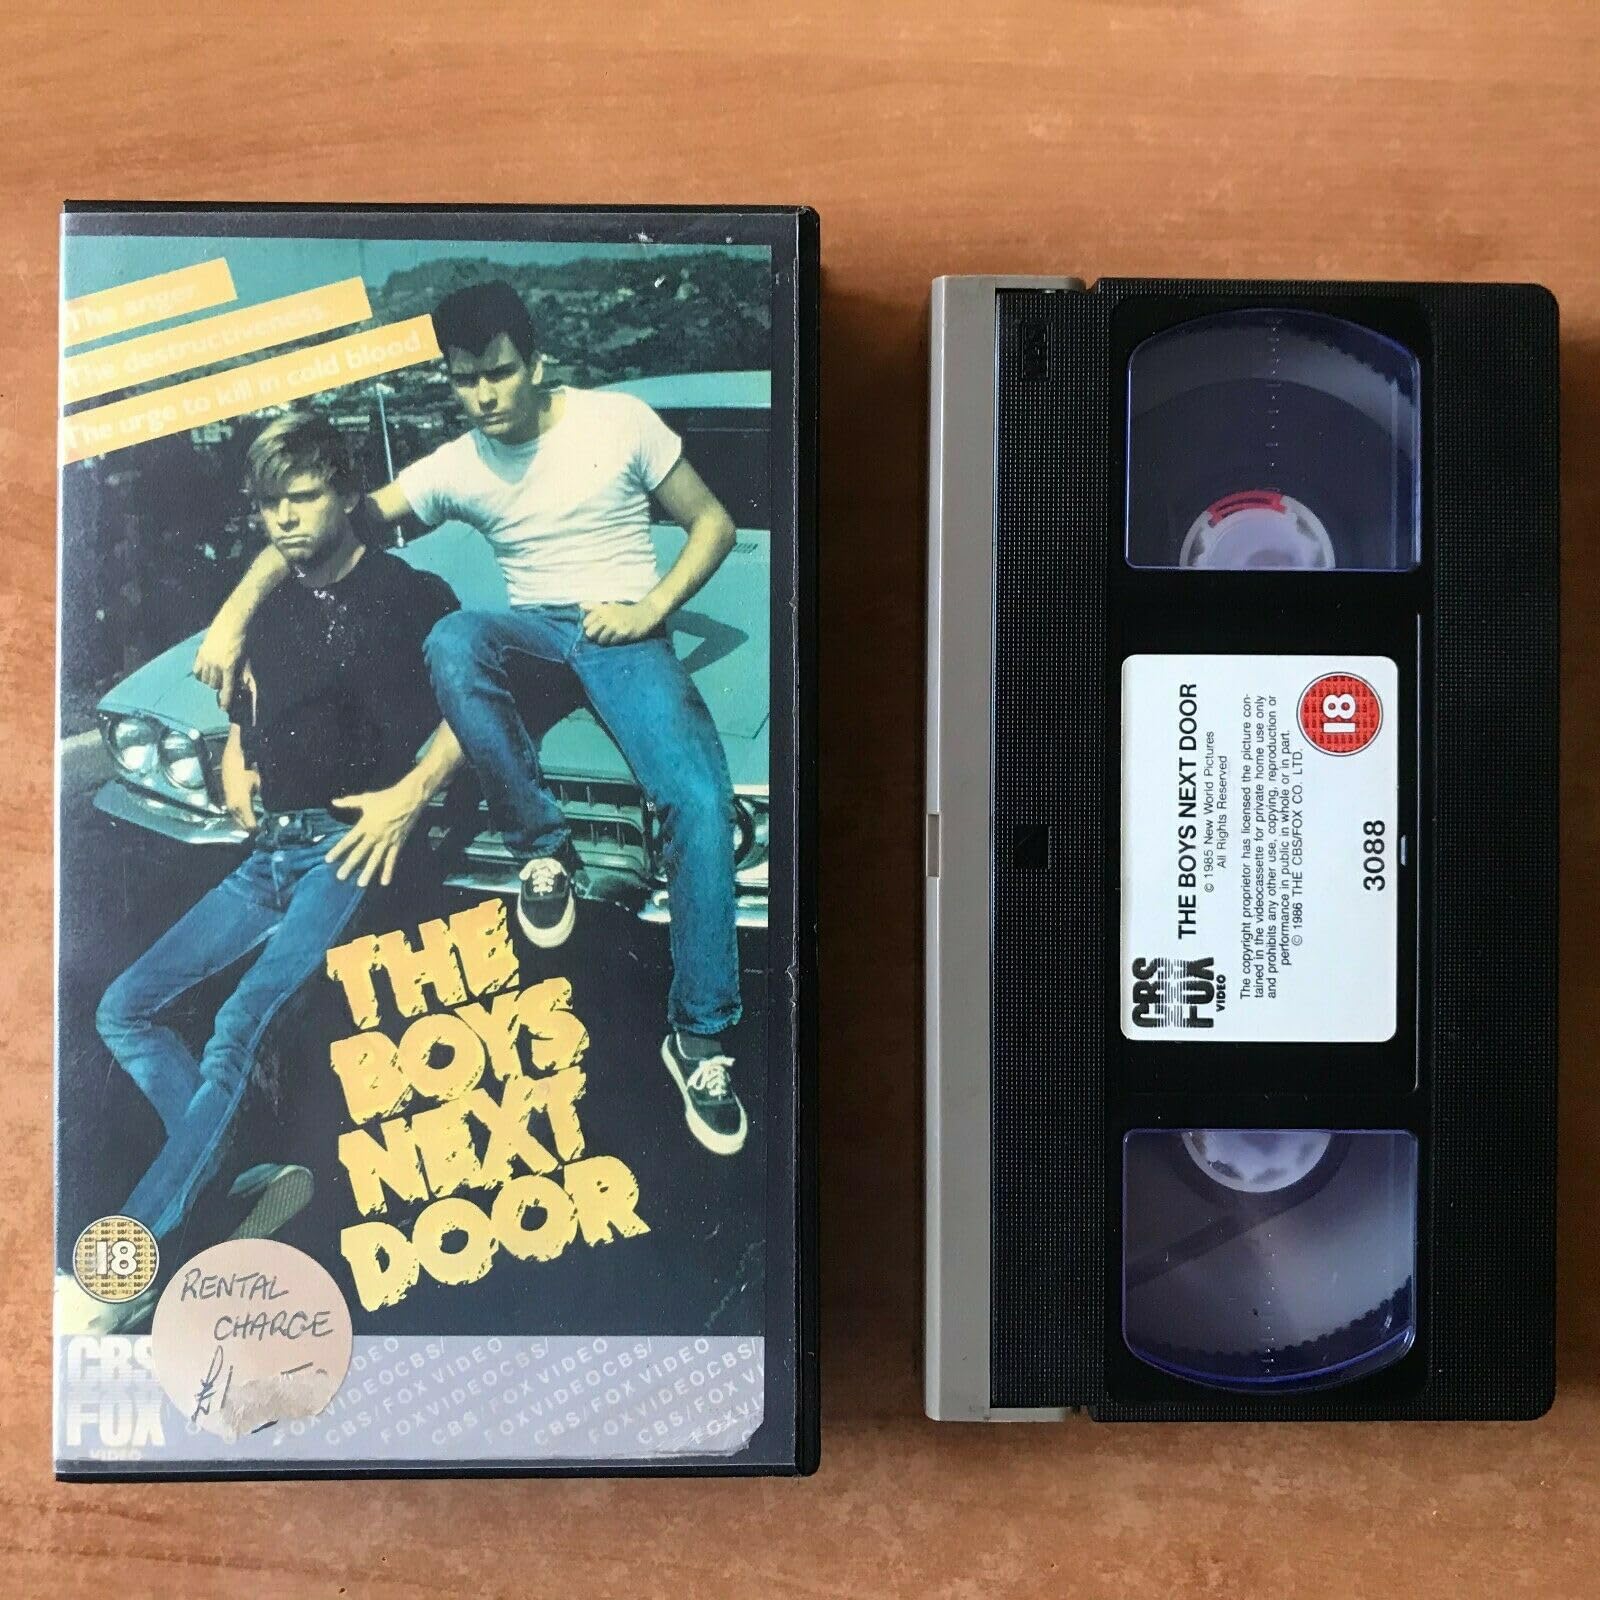 The anger
The destructiveness.
The urge to kill in cold blood.
THE
BOYS
NEXT
DOOR
18
RENTAL
CHARGE
£1
CBS
FOX
VIDEO
CBS/FOX VIDEO CBS/FOX VIDEO
CBS
FOX
VIDEO
THE BOYS NEXT DOOR
© 1985 New World Pictures
All Rights Reserved
The copyright proprietor has licensed the picture con-
tained in the videocassette for private home use only
and prohibits any other use, copying, reproduction or
performance in public in whole or in part.
© 1986 THE CBS/FOX CO. LTD.
18
3088